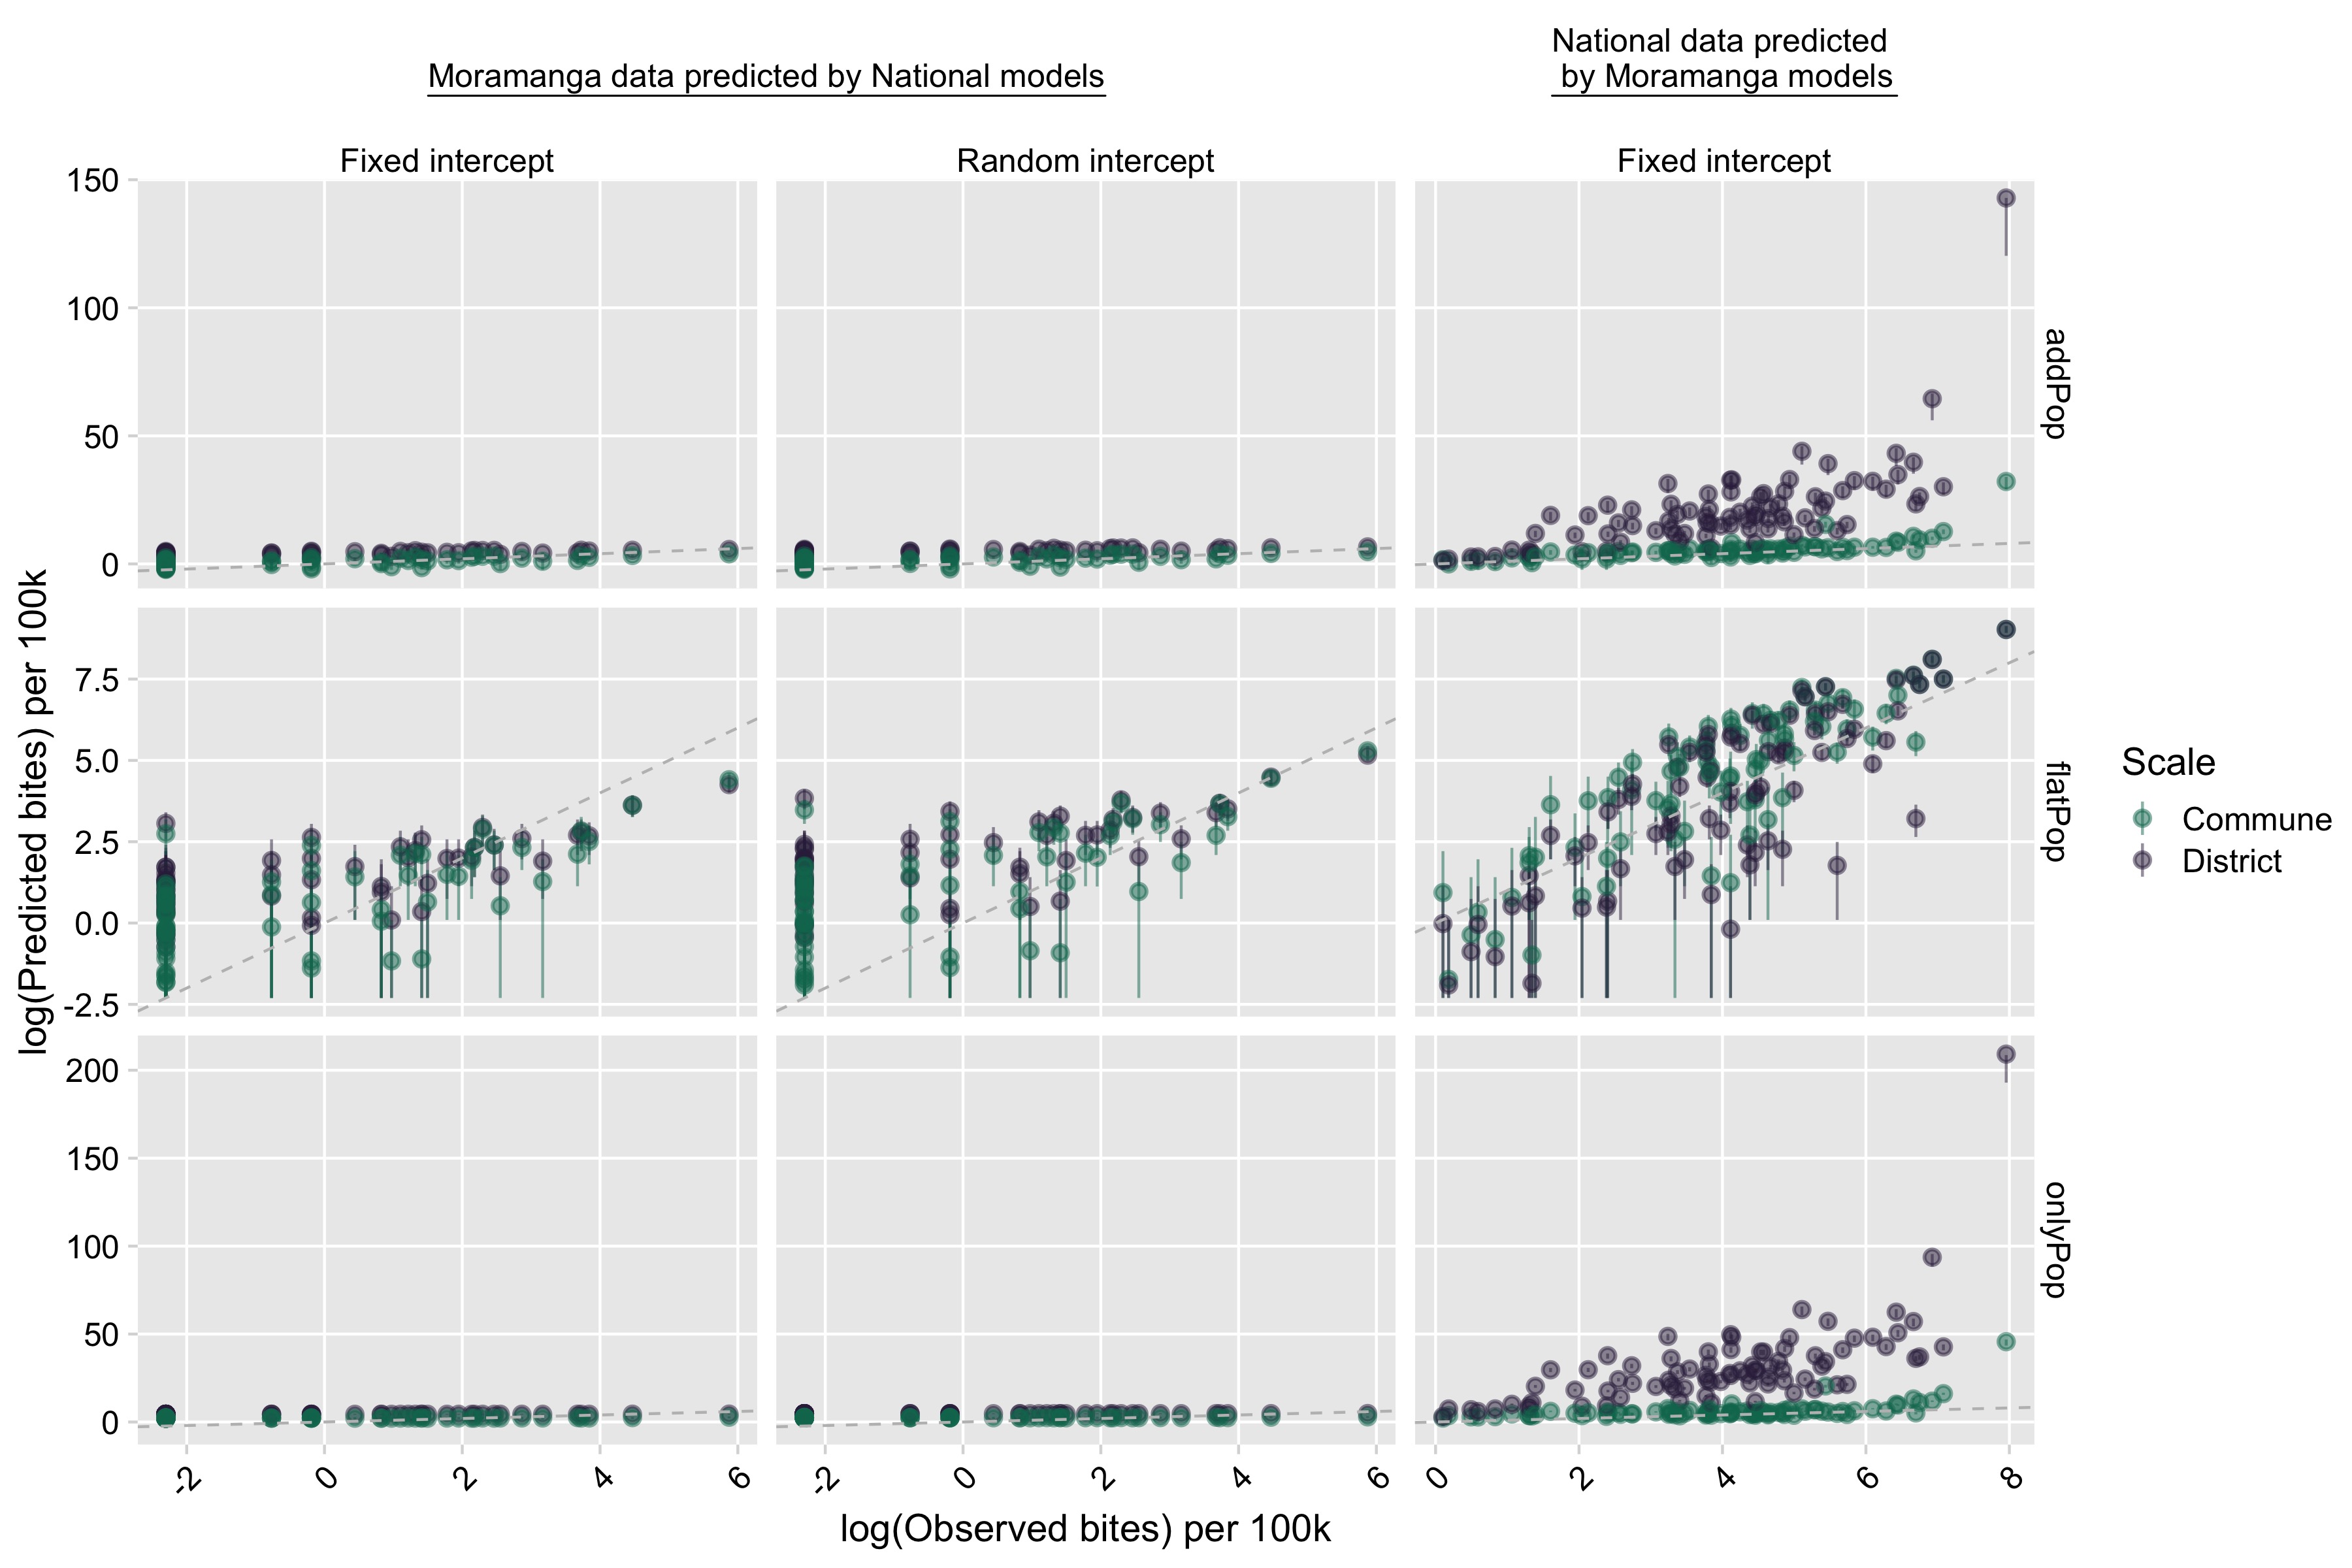 National data predicted
by Moramanga models
Moramanga data predicted by National models
Fixed intercept
Random intercept
Fixed intercept
150
100
50
0
addPop
7.5
5.0
2.5
0.0
-2.5
flatPop
200
150
100
50
0
onlyPop
-2
0
2
4
6
-2
0
2
4
6
0
2
4
6
8
log(Predicted bites) per 100k
log(Observed bites) per 100k
Scale
Commune
District